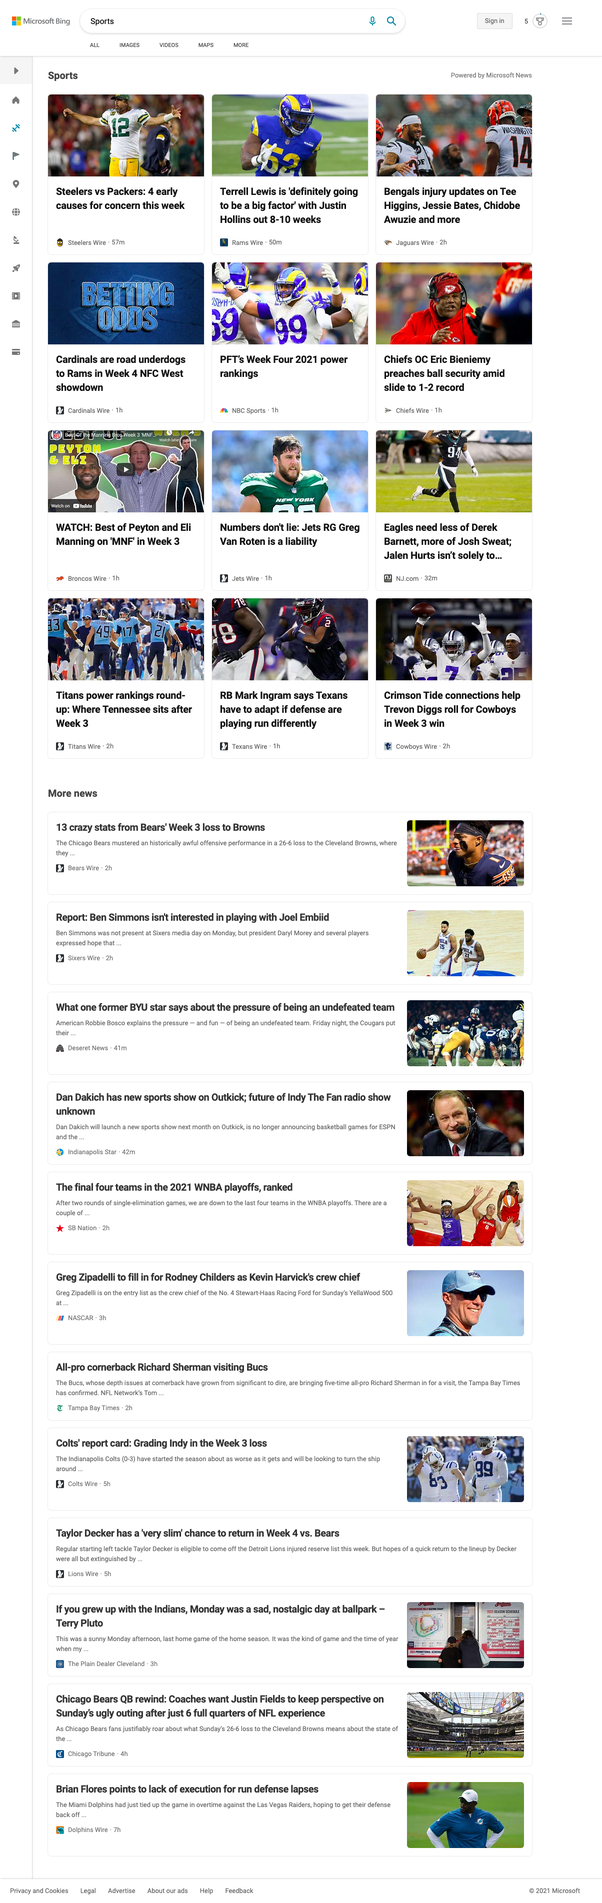 Microsoft Bing
Sports
Sign in
5
ALL IMAGES VIDEOS MAPS MORE
Sports
Powered by Microsoft News
Steelers vs Packers: 4 early
causes for concern this week
Steelers Wire · 57m
Terrell Lewis is 'definitely going
to be a big factor' with Justin
Hollins out 8-10 weeks
Rams Wire · 50m
Bengals injury updates on Tee
Higgins, Jessie Bates, Chidobe
Awuzie and more
Jaguars Wire · 2h
BETTING
ODDS
Cardinals are road underdogs
to Rams in Week 4 NFC West
showdown
Cardinals Wire · 1h
PFT's Week Four 2021 power
rankings
NBC Sports · 1h
Chiefs OC Eric Bieniemy
preaches ball security amid
slide to 1-2 record
Chiefs Wire · 1h
PEYTON
& ELI
Watch on YouTube
WATCH: Best of Peyton and Eli
Manning on 'MNF' in Week 3
Broncos Wire · 1h
NEW YORK
Numbers don't lie: Jets RG Greg
Van Roten is a liability
Jets Wire · 1h
94
Eagles need less of Derek
Barnett, more of Josh Sweat;
Jalen Hurts isn't solely to...
NJ.com · 32m
Titans power rankings round-
up: Where Tennessee sits after
Week 3
Titans Wire · 2h
RB Mark Ingram says Texans
have to adapt if defense are
playing run differently
Texans Wire · 1h
Crimson Tide connections help
Trevon Diggs roll for Cowboys
in Week 3 win
Cowboys Wire · 2h
More news
13 crazy stats from Bears' Week 3 loss to Browns
The Chicago Bears mustered an historically awful offensive performance in a 26-6 loss to the Cleveland Browns, where
they ...
Bears Wire · 2h
Report: Ben Simmons isn't interested in playing with Joel Embiid
Ben Simmons was not present at Sixers media day on Monday, but president Daryl Morey and several players
expressed hope that ...
Sixers Wire · 2h
What one former BYU star says about the pressure of being an undefeated team
American Robbie Bosco explains the pressure — and fun — of being an undefeated team. Friday night, the Cougars put
their ...
Deseret News · 41m
Dan Dakich has new sports show on Outkick; future of Indy The Fan radio show
unknown
Dan Dakich will launch a new sports show next month on Outkick, is no longer announcing basketball games for ESPN
and the ...
Indianapolis Star · 42m
The final four teams in the 2021 WNBA playoffs, ranked
After two rounds of single-elimination games, we are down to the last four teams in the WNBA playoffs. There are a
couple of ...
SB Nation · 2h
Greg Zipadelli to fill in for Rodney Childers as Kevin Harvick's crew chief
Greg Zipadelli is on the entry list as the crew chief of the No. 4 Stewart-Haas Racing Ford for Sunday's YellaWood 500
at ...
NASCAR · 3h
All-pro cornerback Richard Sherman visiting Bucs
The Bucs, whose depth issues at cornerback have grown from significant to dire, are bringing five-time all-pro Richard Sherman in for a visit, the Tampa Bay Times
has confirmed. NFL Network's Tom ...
Tampa Bay Times · 2h
Colts' report card: Grading Indy in the Week 3 loss
The Indianapolis Colts (0-3) have started the season about as worse as it gets and will be looking to turn the ship
around ...
Colts Wire · 5h
Taylor Decker has a 'very slim' chance to return in Week 4 vs. Bears
Regular starting left tackle Taylor Decker is eligible to come off the Detroit Lions injured reserve list this week. But hopes of a quick return to the lineup by Decker
were all but extinguished by ...
Lions Wire · 5h
If you grew up with the Indians, Monday was a sad, nostalgic day at ballpark –
Terry Pluto
This was a sunny Monday afternoon, last home game of the home season. It was the kind of game and the time of year
when my ...
The Plain Dealer Cleveland · 3h
Chicago Bears QB rewind: Coaches want Justin Fields to keep perspective on
Sunday's ugly outing after just 6 full quarters of NFL experience
As Chicago Bears fans justifiably roar about what Sunday's 26-6 loss to the Cleveland Browns means about the state of
the ...
Chicago Tribune · 4h
Brian Flores points to lack of execution for run defense lapses
The Miami Dolphins had just tied up the game in overtime against the Las Vegas Raiders, hoping to get their defense
back off ...
Dolphins Wire · 7h
Privacy and Cookies Legal Advertise About our ads Help Feedback
© 2021 Microsoft